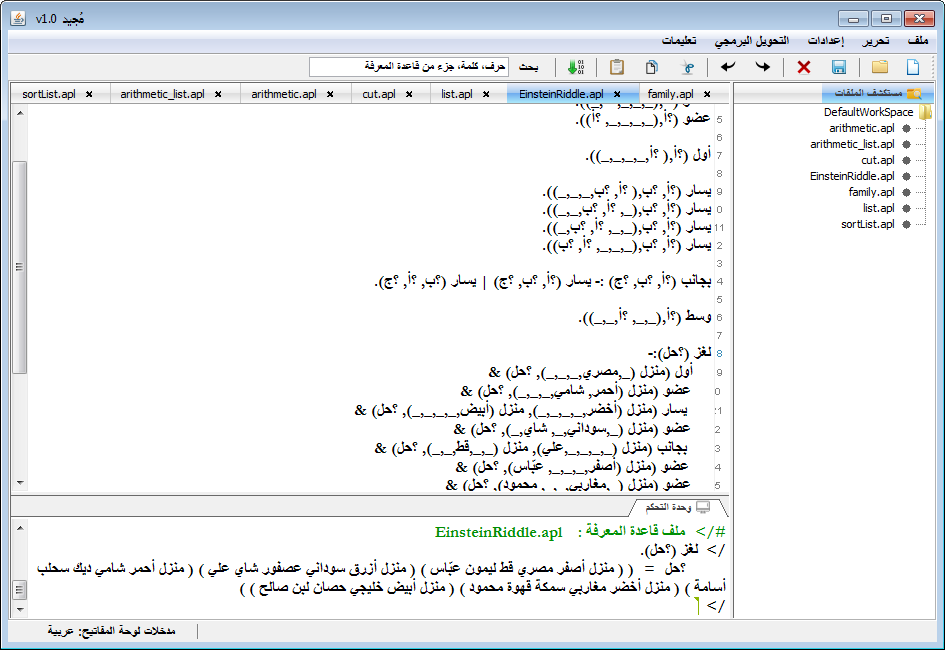 مُجيد v1.0
ملف تحرير إعدادات التحويل البرمجي تعليمات
بحث حرف، كلمة، جزء من قاعدة المعرفة
مستكشف الملفات
DefaultWorkSpace
arithmetic.apl
arithmetic_list.apl
cut.apl
EinsteinRiddle.apl
family.apl
list.apl
sortList.apl
family.apl EinsteinRiddle.apl list.apl cut.apl arithmetic.apl arithmetic_list.apl sortList.apl
5 عضو (؟أ,(_,_,_,_, ؟أ)).
6
7 أول (؟أ,( ؟أ,_,_,_,_)).
8
9 يسار (؟أ, ؟ب,( ؟أ, ؟ب,_,_,_)).
0 يسار (؟أ, ؟ب,(_, ؟أ, ؟ب,_,_)).
11 يسار (؟أ, ؟ب,(_,_, ؟أ, ؟ب,_)).
2 يسار (؟أ, ؟ب,(_,_,_, ؟أ, ؟ب)).
3
4 بجانب (؟أ, ؟ب, ؟ج) :- يسار (؟أ, ؟ب, ؟ج) | يسار (؟ب, ؟أ, ؟ج).
5
6 وسط (؟أ,(_,_, ؟أ,_,_)).
7
8 لغز (؟حل):-
9 أول (منزل (_,مصري,_,_,_), ؟حل) &
0 عضو (منزل (أحمر, شامي,_,_,_), ؟حل) &
:1 يسار (منزل (أخضر,_,_,_,_), منزل (أبيض,_,_,_,_), ؟حل) &
2 عضو (منزل (_,سوداني,_, شاي,_), ؟حل) &
3 بجانب (منزل (_,_,_,_,علي), منزل (_,_,قط,_,_), ؟حل) &
4 عضو (منزل (أصفر,_,_,_, عبّاس), ؟حل) &
5 عضو (منزل (_,مغاربي,_,_, محمود), ؟حل) &
وحدة التحكم
#/> ملف قاعدة المعرفة : EinsteinRiddle.apl
/> لغز (؟حل).
؟حل = ( ( منزل أصفر مصري قط ليمون عبّاس ) ( منزل أزرق سوداني عصفور شاي علي ) ( منزل أحمر شامي ديك سحلب
أسامة ) ( منزل أخضر مغاربي سمكة قهوة محمود ) ( منزل أبيض خليجي حصان لبن صالح ) )
/>
مدخلات لوحة المفاتيح: عربية